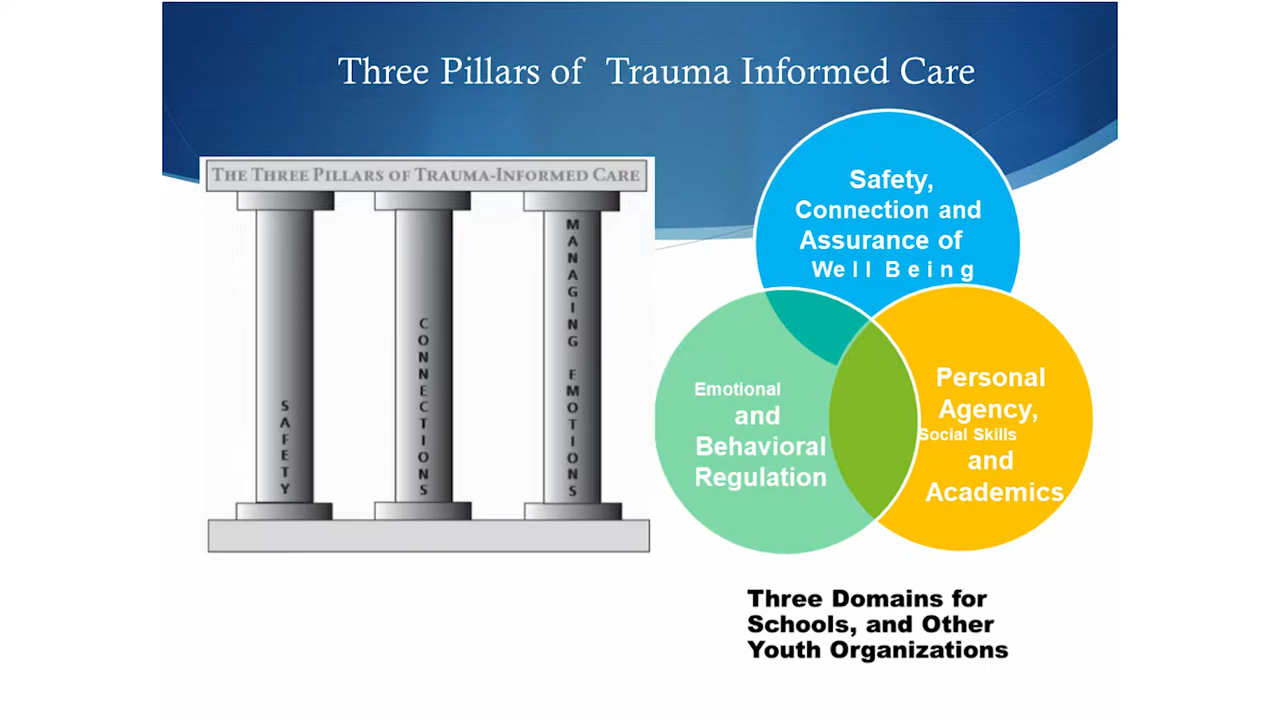 Three Pillars of Trauma Informed Care
THE THREE PILLARS OF TRAUMA-INFORMED CARE
SAFETY
CONNECTIONS
MANAGING EMOTIONS
Safety,
Connection and
Assurance of
Well Being
Emotional
and
Behavioral
Regulation
Personal
Agency,
Social Skills
and
Academics
Three Domains for
Schools, and Other
Youth Organizations